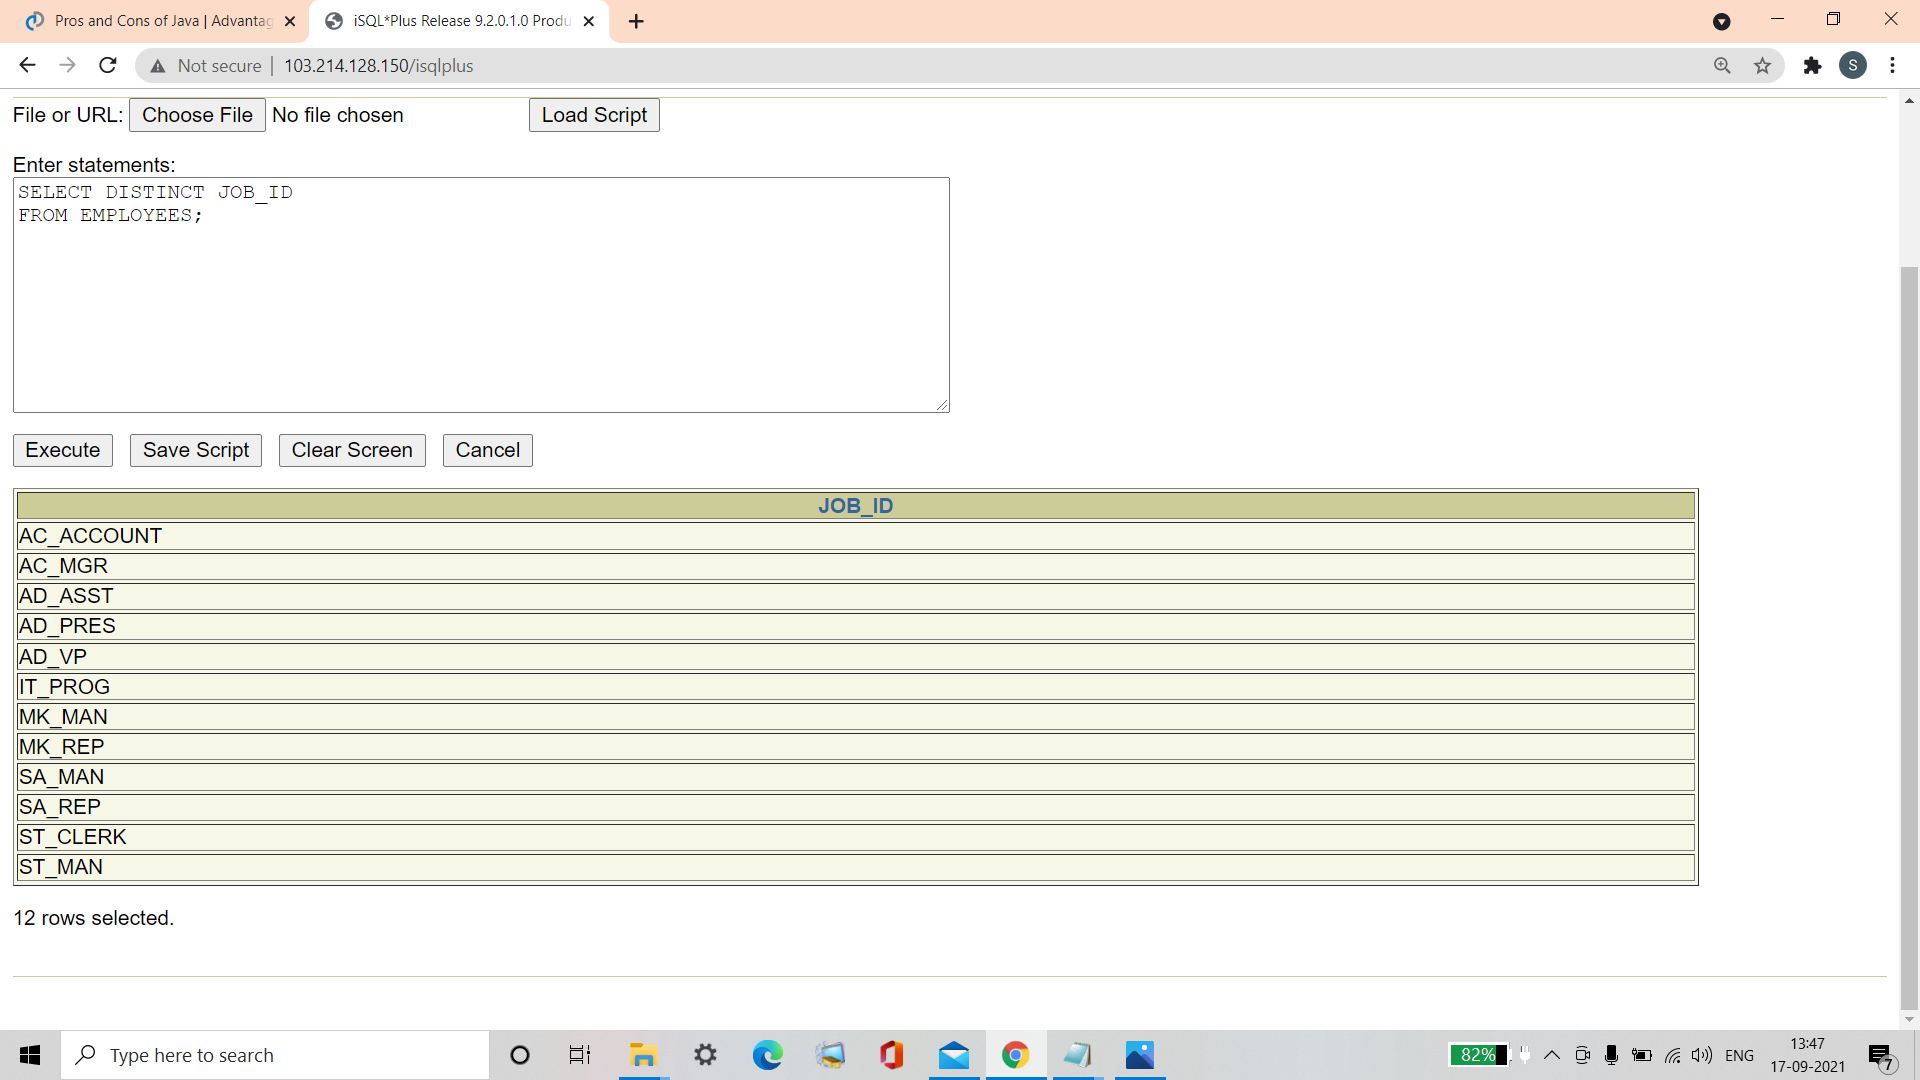 Pros and Cons of Java | Advantag
iSQL*Plus Release 9.2.0.1.0 Produ
Not secure
103.214.128.150/isqlplus
S
File or URL: Choose File No file chosen Load Script
Enter statements:
SELECT DISTINCT JOB_ID
FROM EMPLOYEES;
Execute Save Script Clear Screen Cancel
JOB_ID
AC_ACCOUNT
AC_MGR
AD_ASST
AD_PRES
AD_VP
IT_PROG
MK_MAN
MK_REP
SA_MAN
SA_REP
ST_CLERK
ST_MAN
12 rows selected.
Type here to search
82%
ENG
13:47
17-09-2021
7